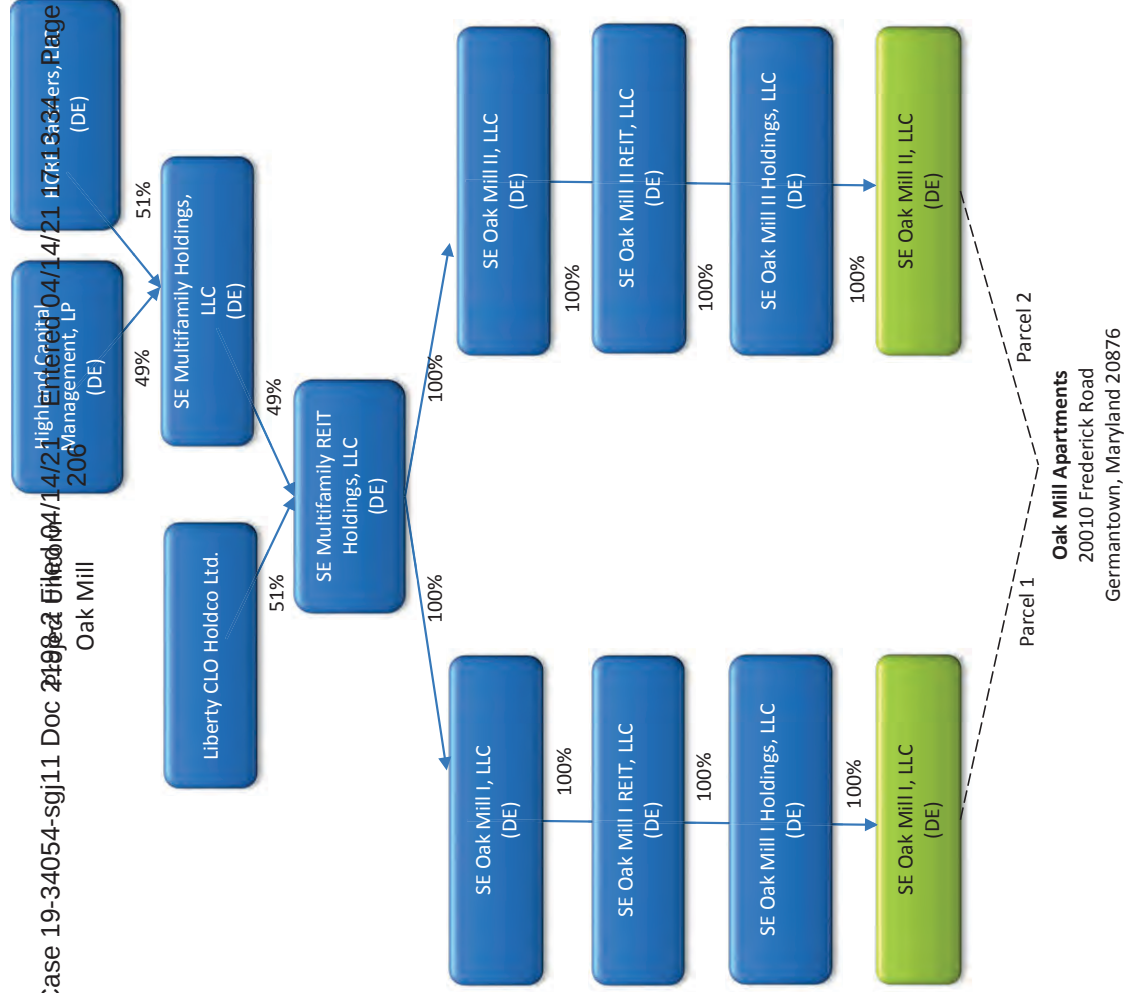 Case 19-34054-sgj11 Doc 2198-2 Filed 04/14/21 Entered 04/14/21 17:13:34 Page
206
Project Unicorn
Oak Mill
Highland Capital
Management, LP
(DE)
Partners,
(DE)
49%
51%
Liberty CLO Holdco Ltd.
SE Multifamily Holdings,
LLC
(DE)
51%
49%
SE Multifamily REIT
Holdings, LLC
(DE)
100%
100%
SE Oak Mill I, LLC
(DE)
100%
SE Oak Mill I REIT, LLC
(DE)
100%
SE Oak Mill I Holdings, LLC
(DE)
100%
SE Oak Mill I, LLC
(DE)
SE Oak Mill II, LLC
(DE)
100%
SE Oak Mill II REIT, LLC
(DE)
100%
SE Oak Mill II Holdings, LLC
(DE)
100%
SE Oak Mill II, LLC
(DE)
Parcel 1
Parcel 2
Oak Mill Apartments
20010 Frederick Road
Germantown, Maryland 20876